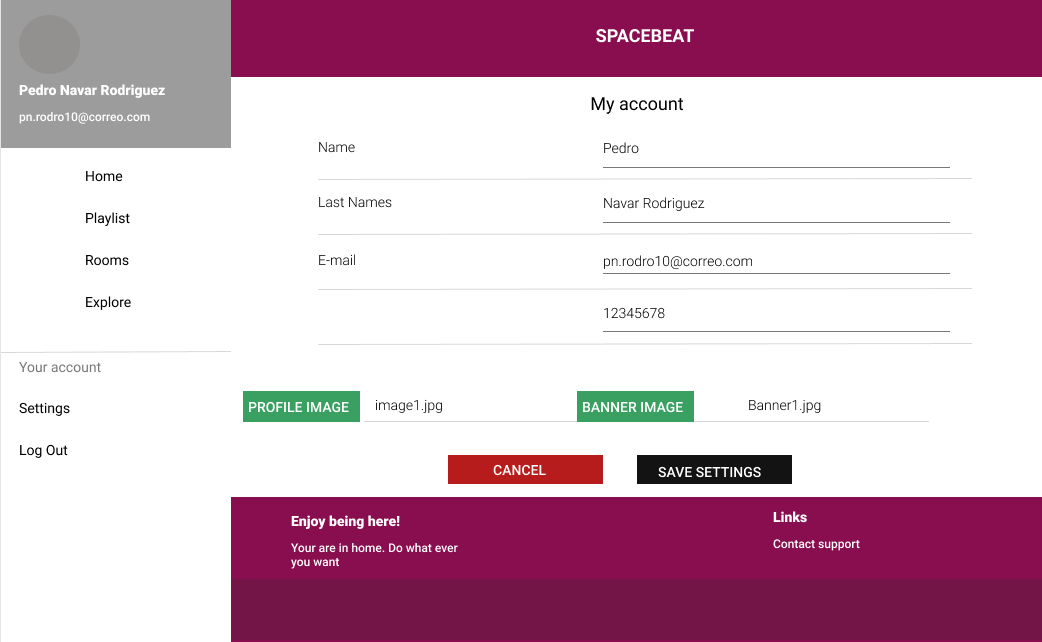 SPACEBEAT
Pedro Navar Rodriguez
pn.rodro10@correo.com
Home
Playlist
Rooms
Explore
Your account
Settings
Log Out
My account
Name
Pedro
Last Names
Navar Rodriguez
E-mail
pn.rodro10@correo.com
12345678
PROFILE IMAGE
image1.jpg
BANNER IMAGE
Banner1.jpg
CANCEL
SAVE SETTINGS
Enjoy being here!
Your are in home. Do what ever
you want
Links
Contact support